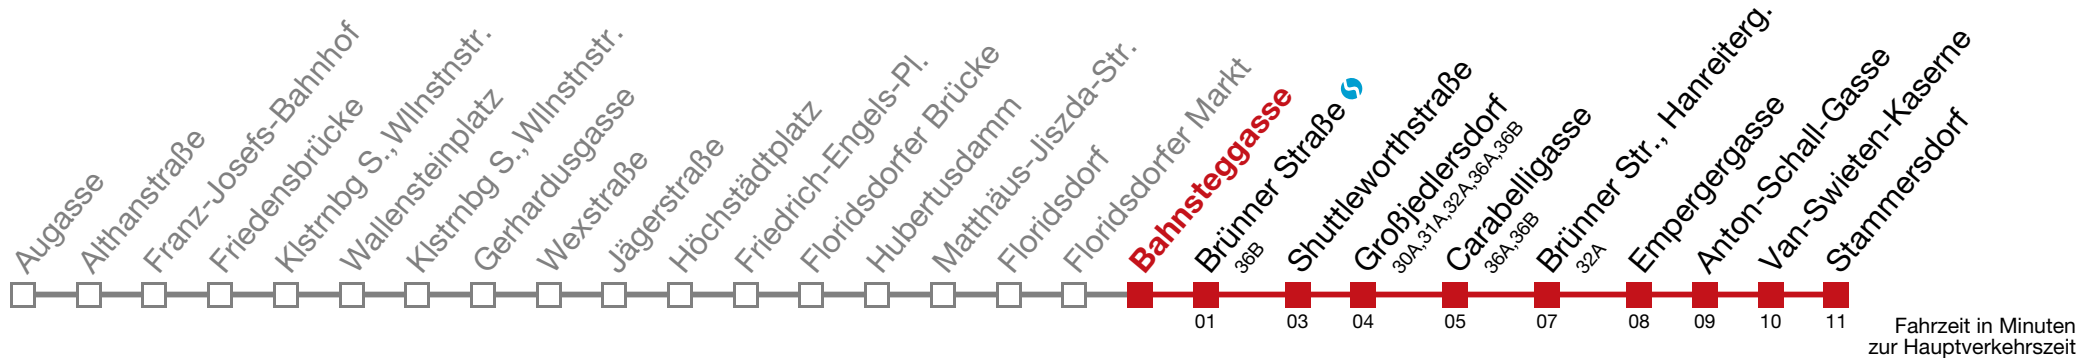 Augasse
Althanstraße
Franz-Josefs-Bahnhof
Friedensbrücke
Klstrnbg S., Wllnstnstr.
Wallensteinplatz
Klstrnbg S., Wllnstnstr.
Gerhardusgasse
Wexstraße
Jägerstraße
Höchstädtplatz
Friedrich-Engels-Pl.
Floridsdorfer Brücke
Hubertusdamm
Matthäus-Jiszda-Str.
Floridsdorf
Floridsdorfer Markt
Bahnsteggasse
Brünner Straße
36B
Shuttleworthstraße
Großjedlersdorf
30A,31A,32A,36A,36B
Carabelligasse
36A,36B
Brünner Str., Hanreiterg.
32A
Empergergasse
Anton-Schall-Gasse
Van-Swieten-Kaserne
Stammersdorf
01 03 04 05 07 08 09 10 11
Fahrzeit in Minuten
zur Hauptverkehrszeit